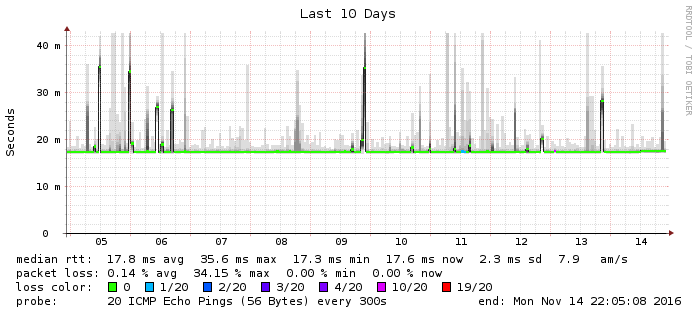 Last 10 Days
RRDTOOL / TOBI OETIKER
Seconds
40 m
30 m
20 m
10 m
0
05 06 07 08 09 10 11 12 13 14
median rtt: 17.8 ms avg 35.6 ms max 17.3 ms min 17.6 ms now 2.3 ms sd 7.9 am/s
packet loss: 0.14 % avg 34.15 % max 0.00 % min 0.00 % now
loss color: 0 1/20 2/20 3/20 4/20 10/20 19/20
probe: 20 ICMP Echo Pings (56 Bytes) every 300s end: Mon Nov 14 22:05:08 2016